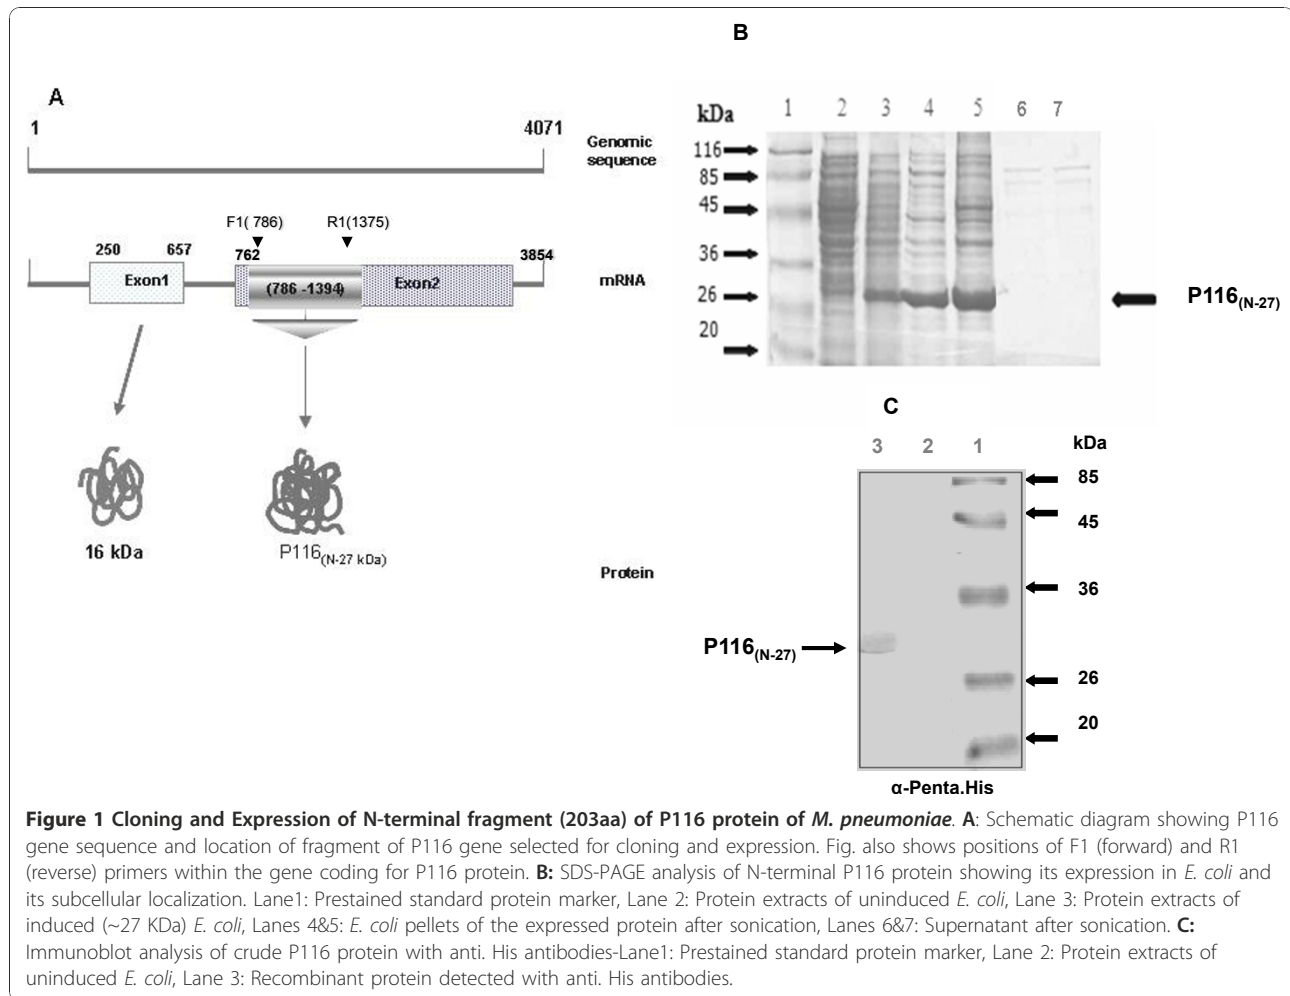 A
1
4071
Genomic
sequence
F1( 786)
R1(1375)
250
657
762
3854
Exon1
(786 -1394)
Exon2
mRNA
16 kDa
P116(N-27 kDa)
Protein
B
kDa
1 2 3 4 5 6 7
116
85
45
36
26
20
P116(N-27)
C
3 2 1
kDa
85
45
36
26
20
P116(N-27)
α-Penta.His
Figure 1 Cloning and Expression of N-terminal fragment (203aa) of P116 protein of M. pneumoniae. A: Schematic diagram showing P116
gene sequence and location of fragment of P116 gene selected for cloning and expression. Fig. also shows positions of F1 (forward) and R1
(reverse) primers within the gene coding for P116 protein. B: SDS-PAGE analysis of N-terminal P116 protein showing its expression in E. coli and
its subcellular localization. Lane1: Prestained standard protein marker, Lane 2: Protein extracts of uninduced E. coli, Lane 3: Protein extracts of
induced (~27 KDa) E. coli, Lanes 4&5: E. coli pellets of the expressed protein after sonication, Lanes 6&7: Supernatant after sonication. C:
Immunoblot analysis of crude P116 protein with anti. His antibodies-Lane1: Prestained standard protein marker, Lane 2: Protein extracts of
uninduced E. coli, Lane 3: Recombinant protein detected with anti. His antibodies.